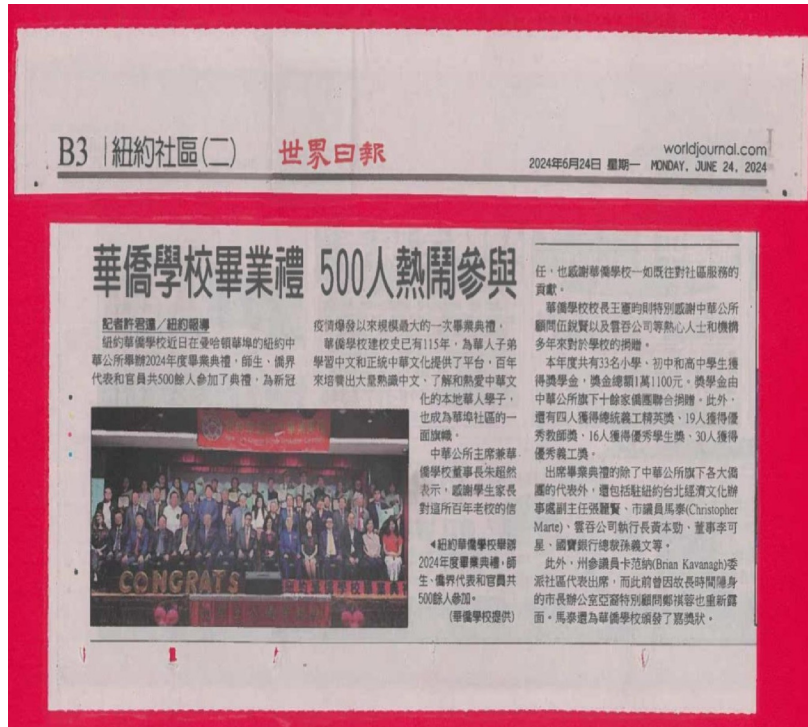 B3 | 紐約社區(二)
世界日報
worldjournal.com
2024年6月24日 星期一 MONDAY, JUNE 24, 2024
華僑學校畢業禮 500人熱鬧參與
記者許君達／紐約報導
紐約華僑學校近日在曼哈頓華埠的紐約中
華公所舉辦2024年度畢業典禮，師生、僑界
代表和官員共500餘人參加了典禮，為新冠
疫情爆發以來規模最大的一次畢業典禮。
華僑學校建校史已有115年，為華人子弟
學習中文和正統中華文化提供了平台，百年
來培養出大量熟識中文、了解和熱愛中華文
化的本地華人學子，
也成為華埠社區的一
面旗幟。
中華公所主席兼華
僑學校董事長朱超然
表示，感謝學生家長
對這所百年老校的信
任，也感謝華僑學校一如既往對社區服務的
貢獻。
華僑學校校長王憲筠則特別感謝中華公所
顧問伍銳賢以及雲吞公司等熱心人士和機構
多年來對於學校的捐贈。
本年度共有33名小學、初中和高中學生獲
得獎學金，獎金總額1萬1100元。獎學金由
中華公所旗下十餘家僑團聯合捐贈。此外，
還有四人獲得總統義工精英獎、19人獲得優
秀教師獎，16人獲得優秀學生獎、30人獲得
優秀義工獎。
出席畢業典禮的除了中華公所旗下各大僑
團的代表外，還包括駐紐約台北經濟文化辦
事處副主任張麗賢、市議員馬泰(Christopher
Marte)、雲吞公司執行長黃本勁、董事李可
星、國寶銀行總裁孫義文等。
此外，州參議員卡范納(Brian Kavanagh)委
派社區代表出席，而此前曾因故長時間隱身
的市長辦公室亞裔特別顧問鄭祺蓉也重新露
面。馬泰還為華僑學校頒發了嘉獎狀。
CONGRATS
◀紐約華僑學校舉辦
2024年度畢業典禮，師
生、僑界代表和官員共
500餘人參加。
(華僑學校提供)